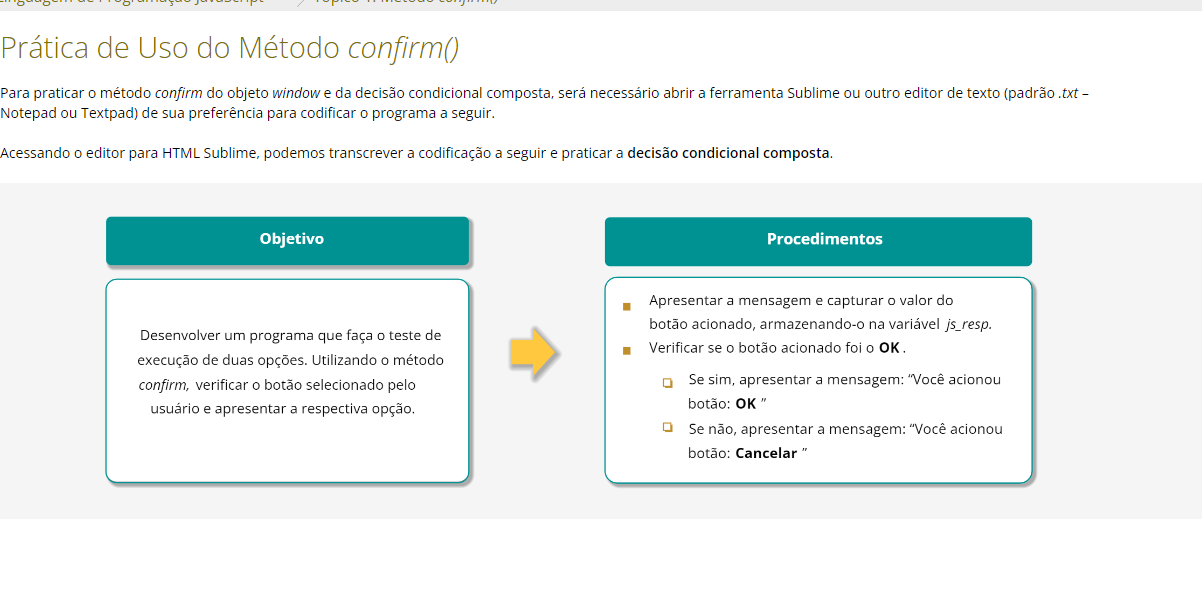 Linguagem de Programação Javascript Tópico 1: Método confirm()
Prática de Uso do Método confirm()
Para praticar o método confirm do objeto window e da decisão condicional composta, será necessário abrir a ferramenta Sublime ou outro editor de texto (padrão .txt –
Notepad ou Textpad) de sua preferência para codificar o programa a seguir.
Acessando o editor para HTML Sublime, podemos transcrever a codificação a seguir e praticar a decisão condicional composta.
Objetivo
Desenvolver um programa que faça o teste de
execução de duas opções. Utilizando o método
confirm, verificar o botão selecionado pelo
usuário e apresentar a respectiva opção.
Procedimentos
Apresentar a mensagem e capturar o valor do
botão acionado, armazenando-o na variável js_resp.
Verificar se o botão acionado foi o OK .
Se sim, apresentar a mensagem: “Você acionou
botão: OK ”
Se não, apresentar a mensagem: “Você acionou
botão: Cancelar ”